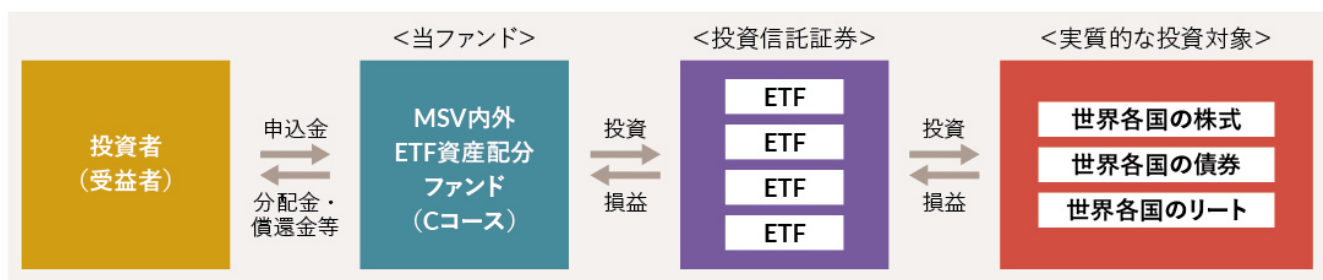 <当ファンド>
<投資信託証券>
<実質的な投資対象>
投資者
（受益者）
申込金
分配金・
償還金等
MSV内外
ETF資産配分
ファンド
（Cコース）
投資
損益
ETF
ETF
ETF
ETF
投資
損益
世界各国の株式
世界各国の債券
世界各国のリート